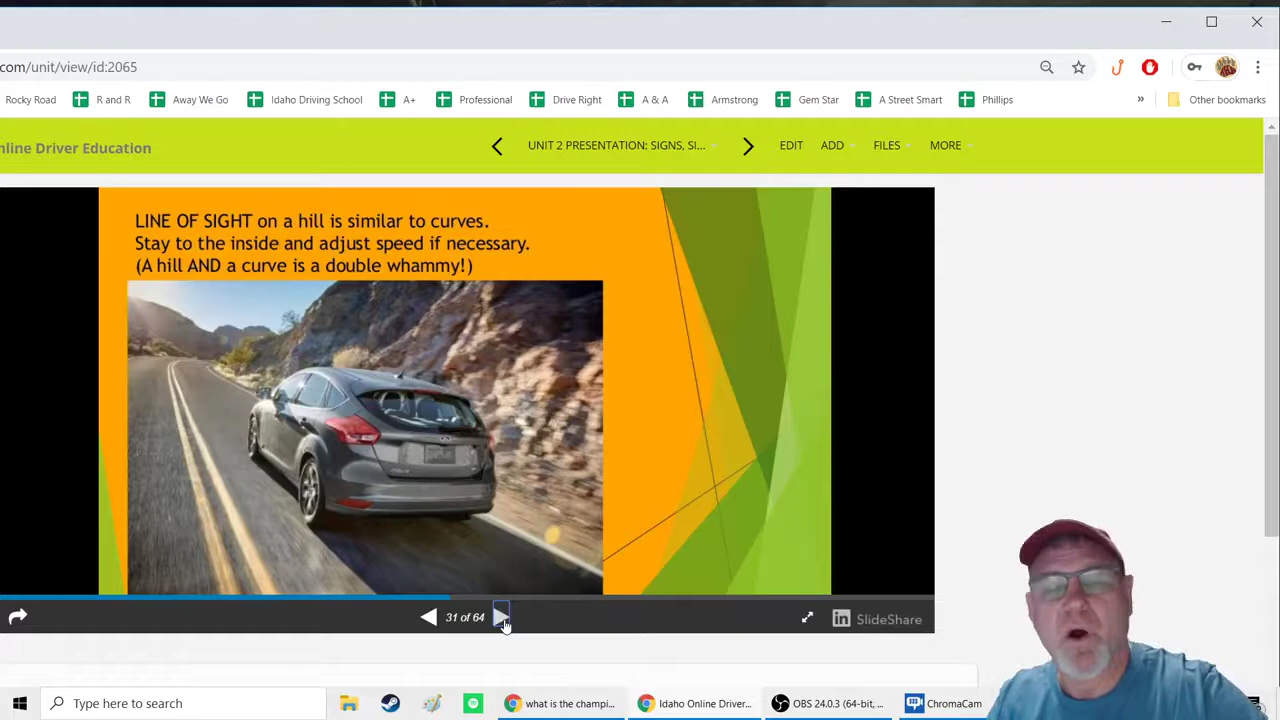 com/unit/view/id:2065
Rocky Road R and R Away We Go Idaho Driving School A+ Professional Drive Right A & A Armstrong Gem Star A Street Smart Phillips » Other bookmarks
nline Driver Education
UNIT 2 PRESENTATION: SIGNS, SI... EDIT ADD FILES MORE
LINE OF SIGHT on a hill is similar to curves.
Stay to the inside and adjust speed if necessary.
(A hill AND a curve is a double whammy!)
31 of 64
in SlideShare
Type here to search
what is the champi...
Idaho Online Driver...
OBS 24.0.3 (64-bit, ...
ChromaCam